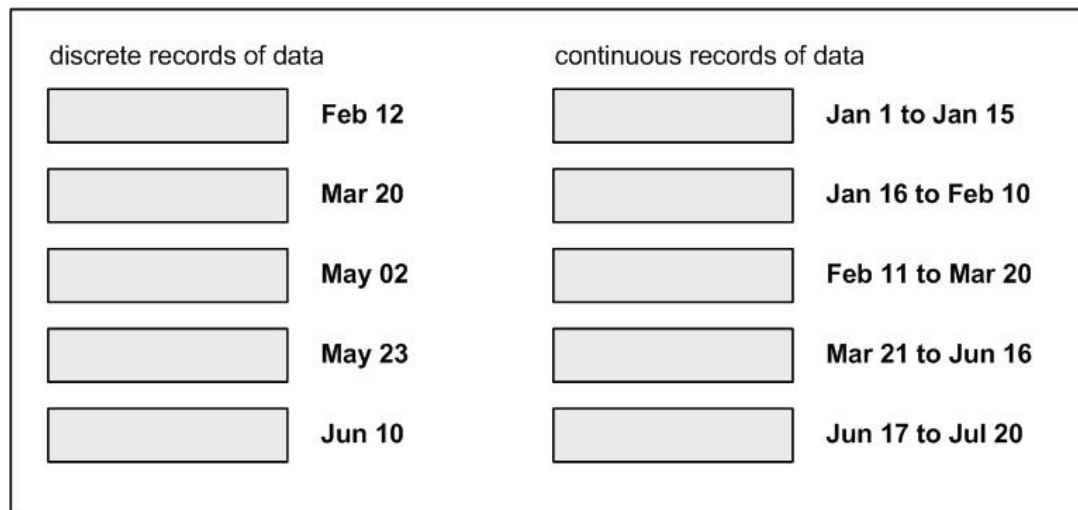 discrete records of data
Feb 12
Mar 20
May 02
May 23
Jun 10
continuous records of data
Jan 1 to Jan 15
Jan 16 to Feb 10
Feb 11 to Mar 20
Mar 21 to Jun 16
Jun 17 to Jul 20